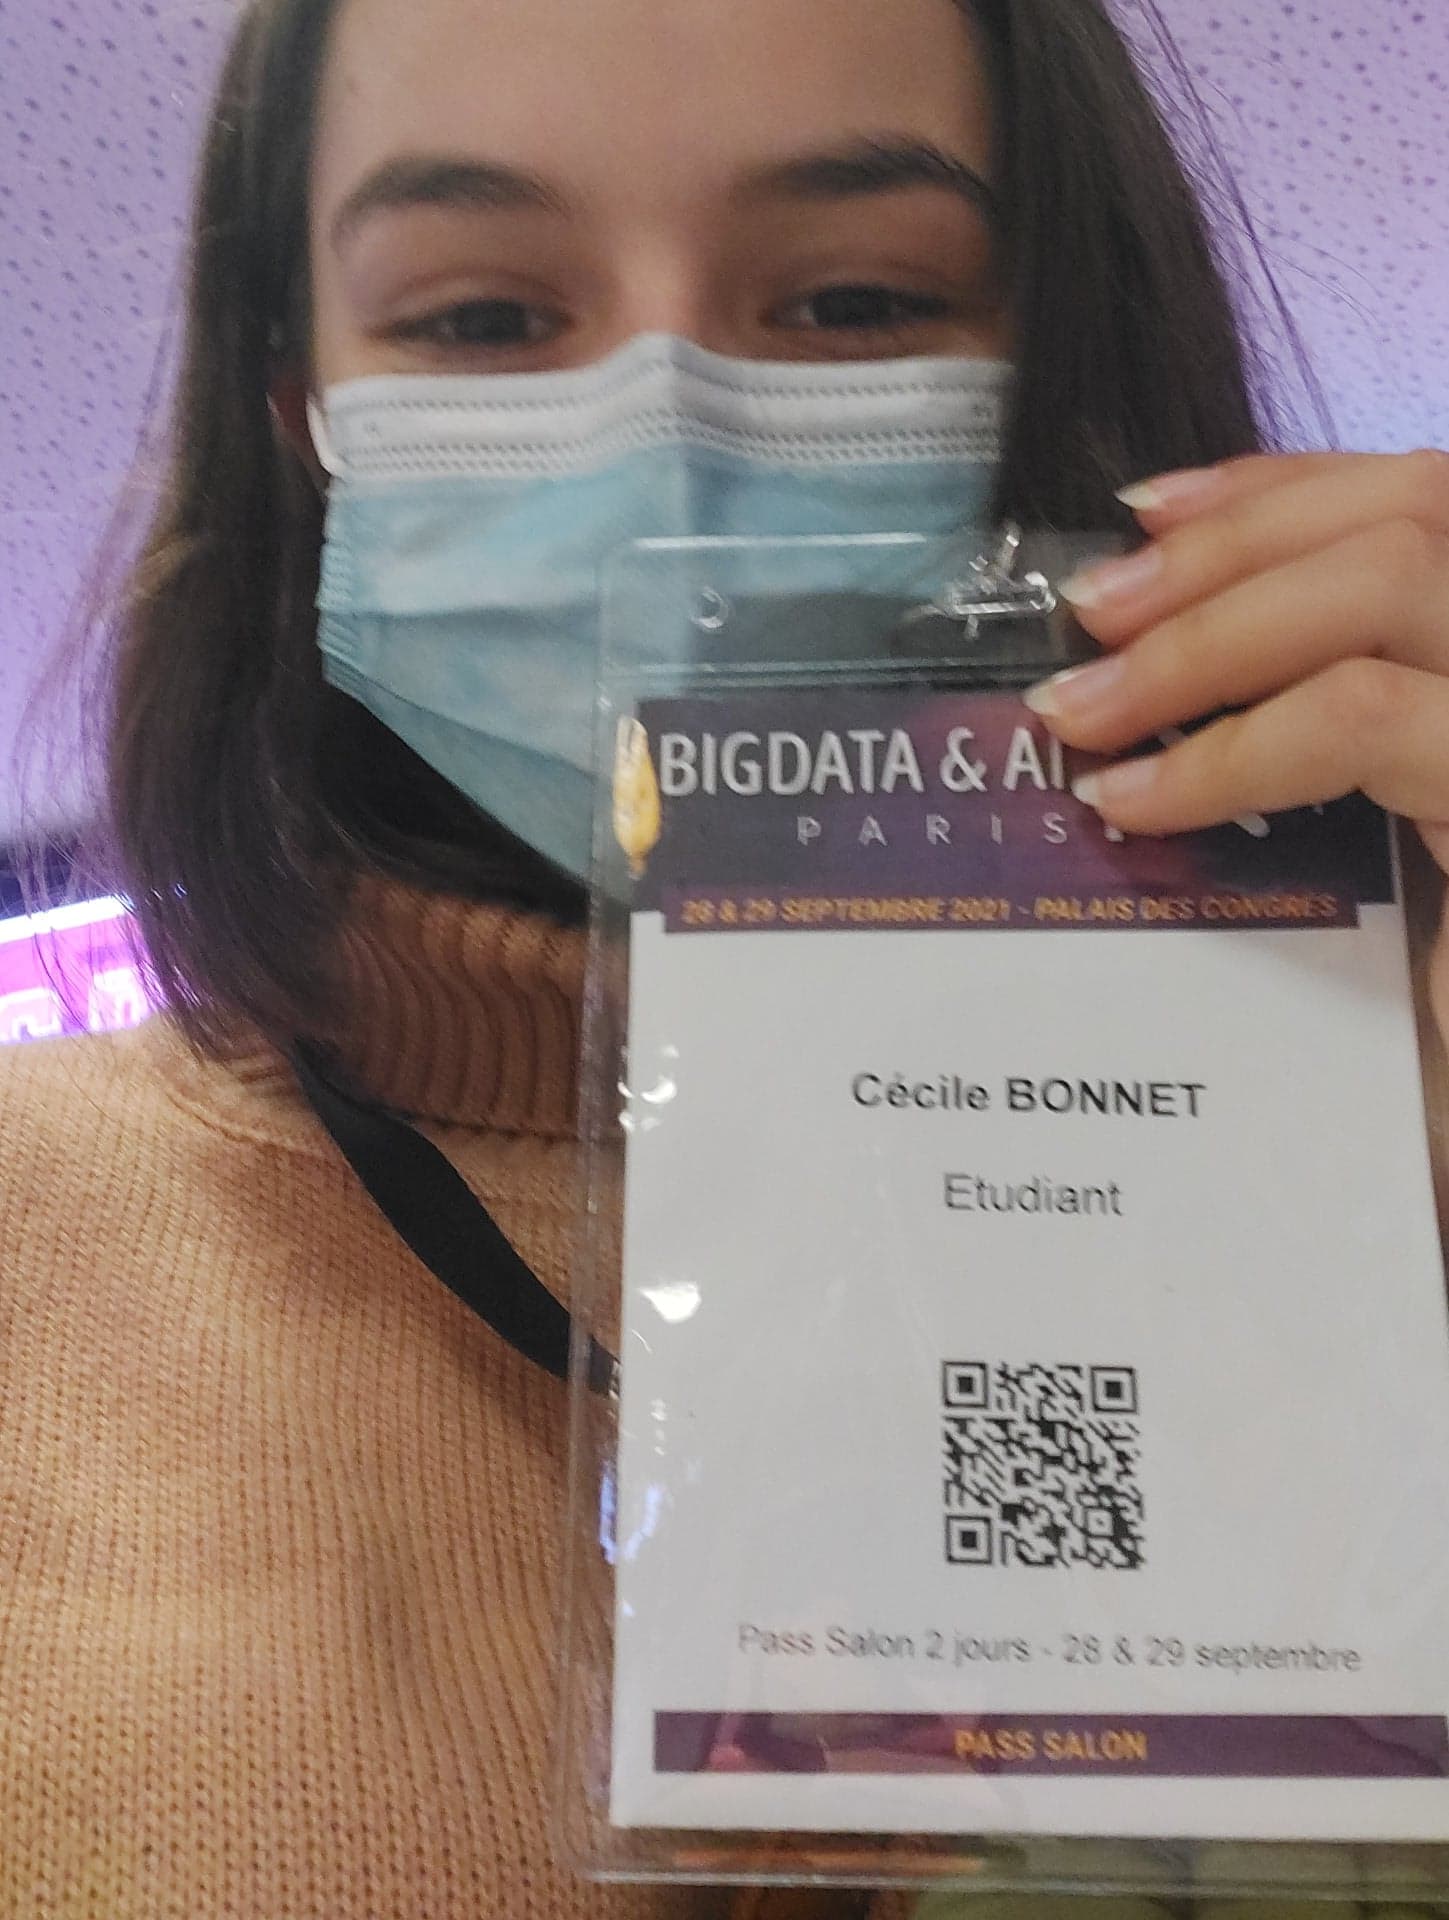 BIGDATA & AI
PARIS
28 & 29 SEPTEMBRE 2021 - PALAIS DES CONGRES
Cécile BONNET
Etudiant
Pass Salon 2 jours - 28 & 29 septembre
PASS SALON